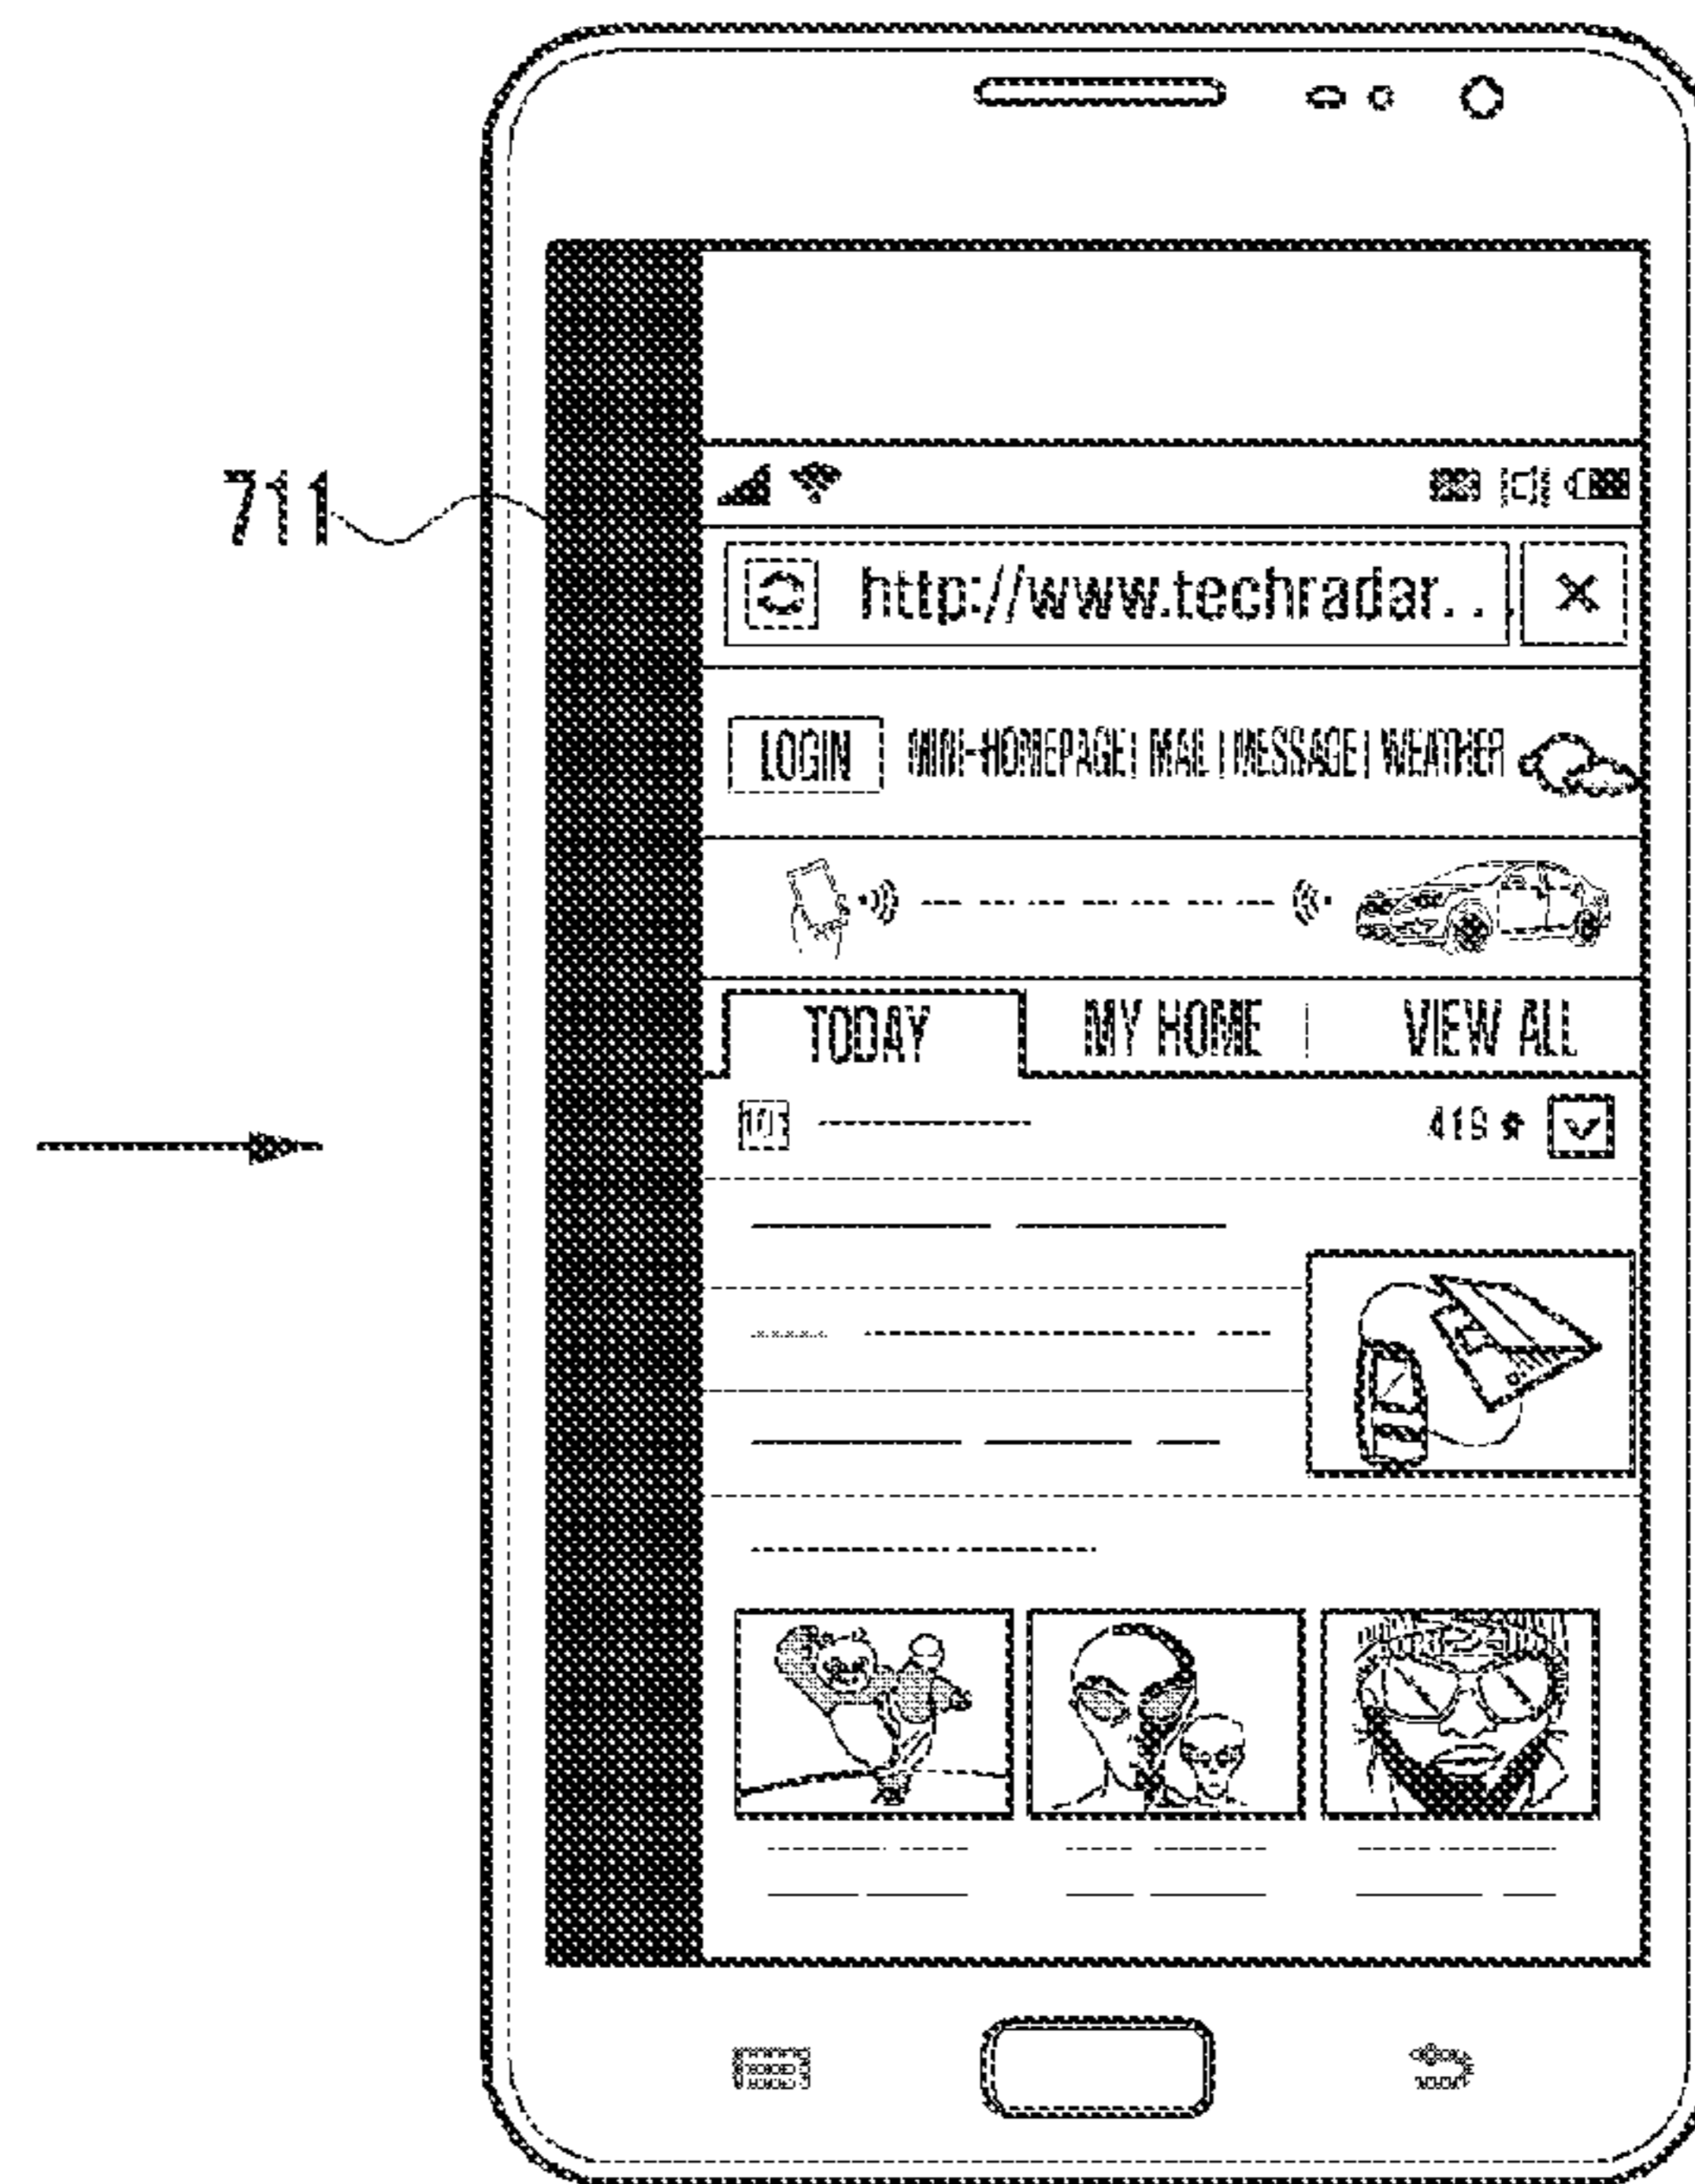 711
http://www.techradar. . .
LOGIN MINI-HOMEPAGE | MAIL | MESSAGE | WEATHER
TODAY MY HOME | VIEW ALL
419